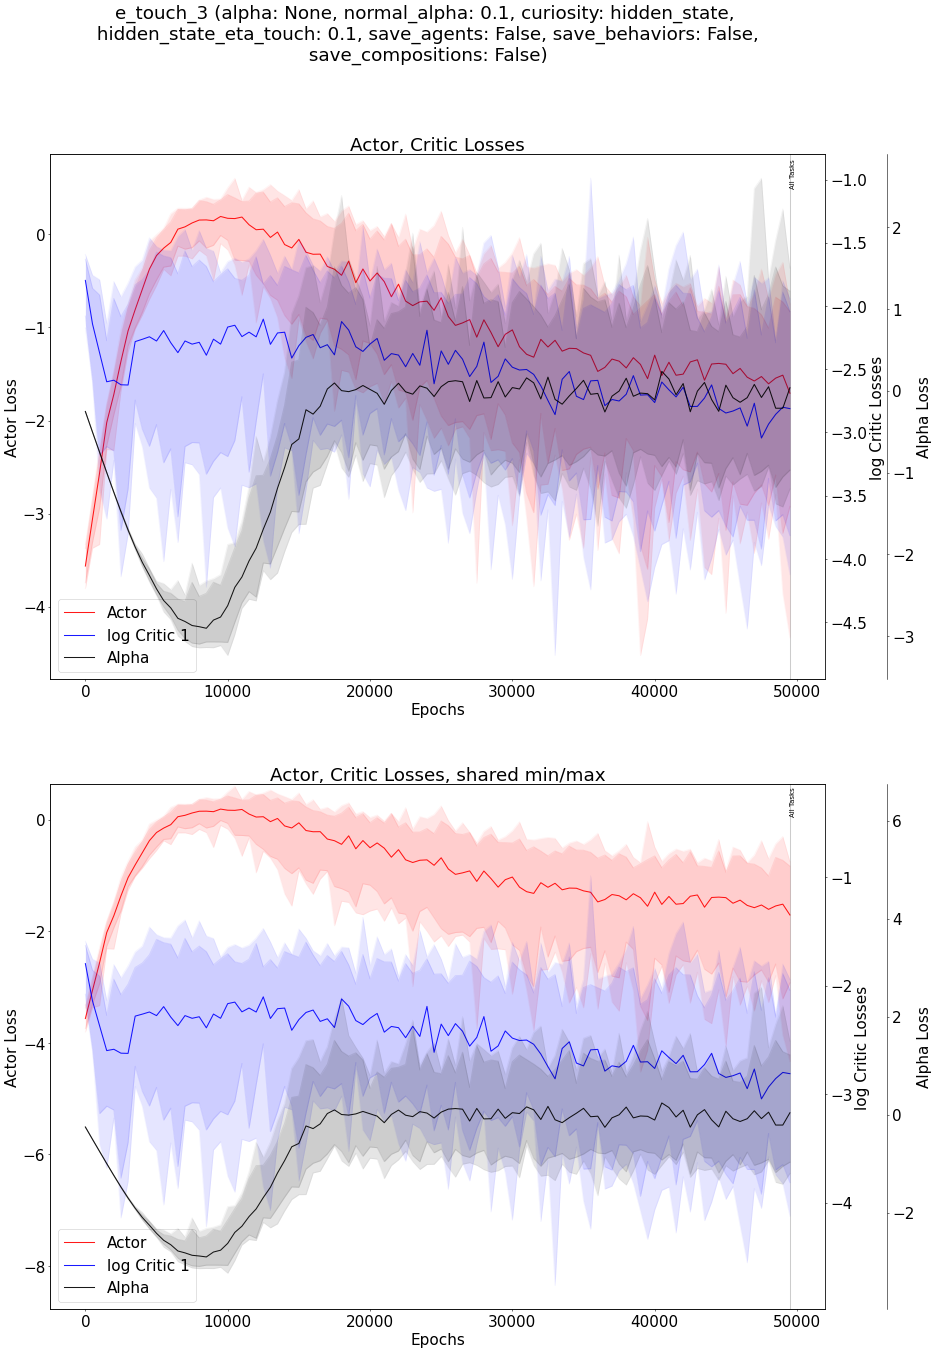 e_touch_3 (alpha: None, normal_alpha: 0.1, curiosity: hidden_state,
hidden_state_eta_touch: 0.1, save_agents: False, save_behaviors: False,
save_compositions: False)
Actor, Critic Losses
All Tasks
0
−1
−2
−3
−4
Actor Loss
−1.0
−1.5
−2.0
−2.5
−3.0
−3.5
−4.0
−4.5
log Critic Losses
2
1
0
−1
−2
−3
Alpha Loss
Actor
log Critic 1
Alpha
0
10000
20000
30000
40000
50000
Epochs
Actor, Critic Losses, shared min/max
All Tasks
0
−2
−4
−6
−8
Actor Loss
−1
−2
−3
−4
log Critic Losses
6
4
2
0
−2
Alpha Loss
Actor
log Critic 1
Alpha
0
10000
20000
30000
40000
50000
Epochs